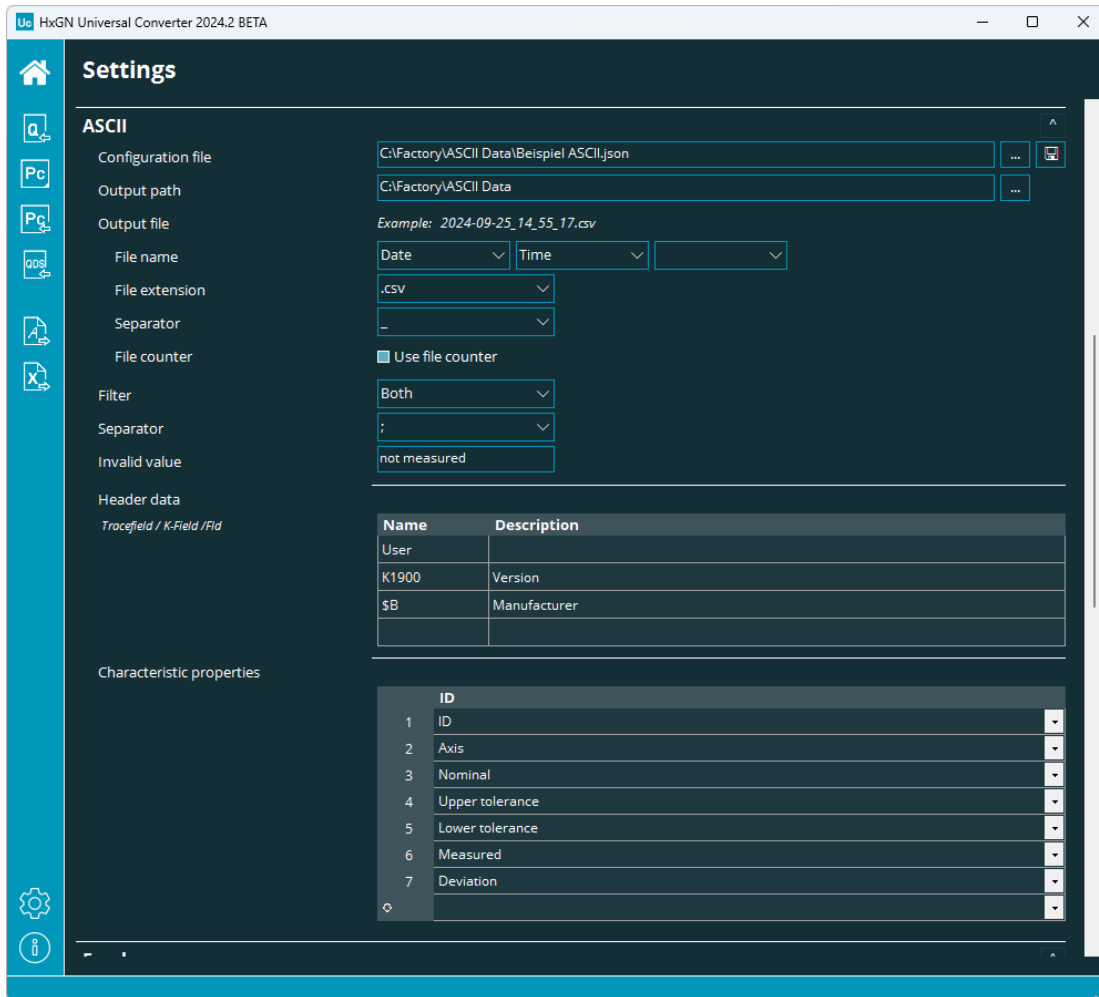 Uc HxGN Universal Converter 2024.2 BETA
Settings
ASCII
Configuration file C:\Factory\ASCII Data\Beispiel ASCII.json ...
Output path C:\Factory\ASCII Data ...
Output file Example: 2024-09-25_14_55_17.csv
File name Date Time
File extension .csv
Separator _
File counter Use file counter
Filter Both
Separator ;
Invalid value not measured
Header data
Tracefield / K-Field /Fld
Name Description
User
K1900 Version
$B Manufacturer
Characteristic properties
ID
1 ID
2 Axis
3 Nominal
4 Upper tolerance
5 Lower tolerance
6 Measured
7 Deviation
Q
Pc
Pc
QDS
A
X
i